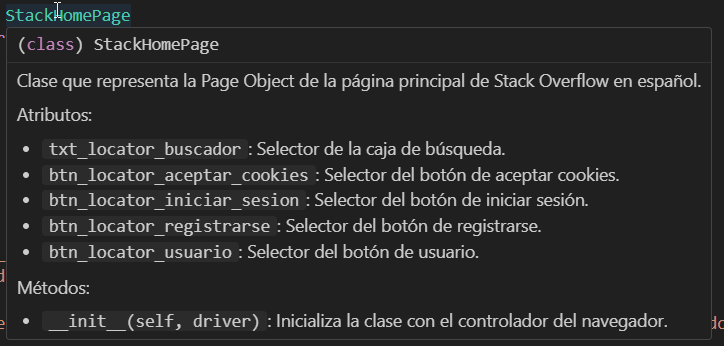 StackHomePage
(class) StackHomePage
Clase que representa la Page Object de la página principal de Stack Overflow en español.
Atributos:
• txt_locator_buscador: Selector de la caja de búsqueda.
• btn_locator_aceptar_cookies: Selector del botón de aceptar cookies.
• btn_locator_iniciar_sesion: Selector del botón de iniciar sesión.
• btn_locator_registrarse: Selector del botón de registrarse.
• btn_locator_usuario: Selector del botón de usuario.
Métodos:
• __init__(self, driver): Inicializa la clase con el controlador del navegador.